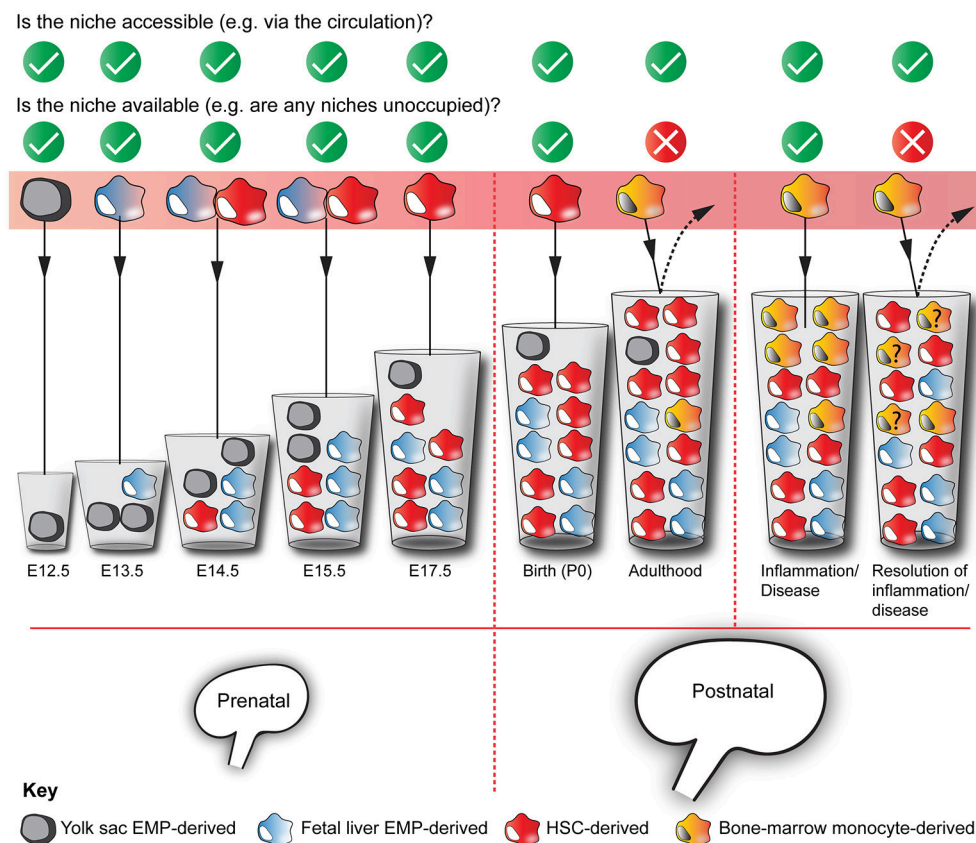 Is the niche accessible (e.g. via the circulation)?
Is the niche available (e.g. are any niches unoccupied)?
?
?
?
E12.5
E13.5
E14.5
E15.5
E17.5
Birth (P0)
Adulthood
Inflammation/
Disease
Resolution of
inflammation/
disease
Prenatal
Postnatal
Key
Yolk sac EMP-derived
Fetal liver EMP-derived
HSC-derived
Bone-marrow monocyte-derived